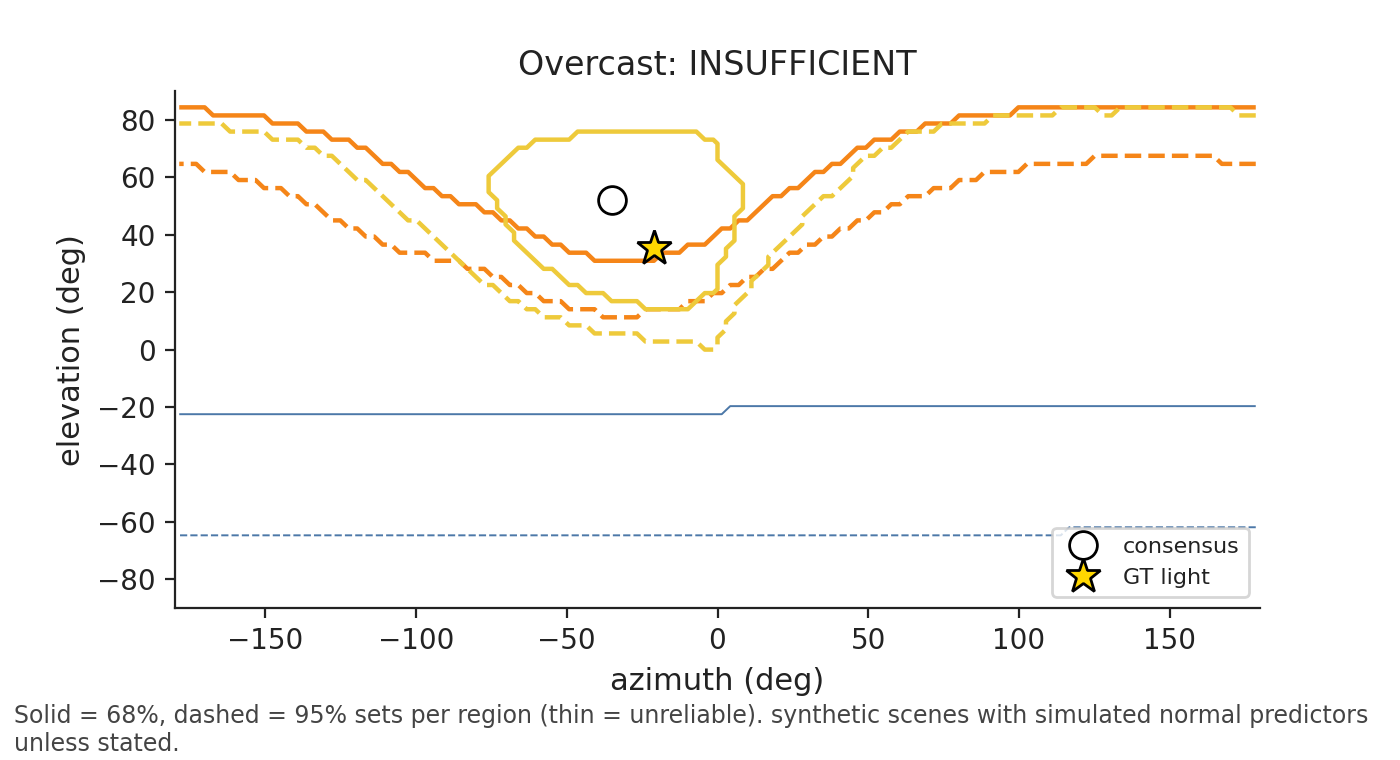 Overcast: INSUFFICIENT
80
60
40
20
0
−20
−40
−60
−80
elevation (deg)
−150
−100
−50
0
50
100
150
azimuth (deg)
consensus
GT light
Solid = 68%, dashed = 95% sets per region (thin = unreliable). synthetic scenes with simulated normal predictors
unless stated.